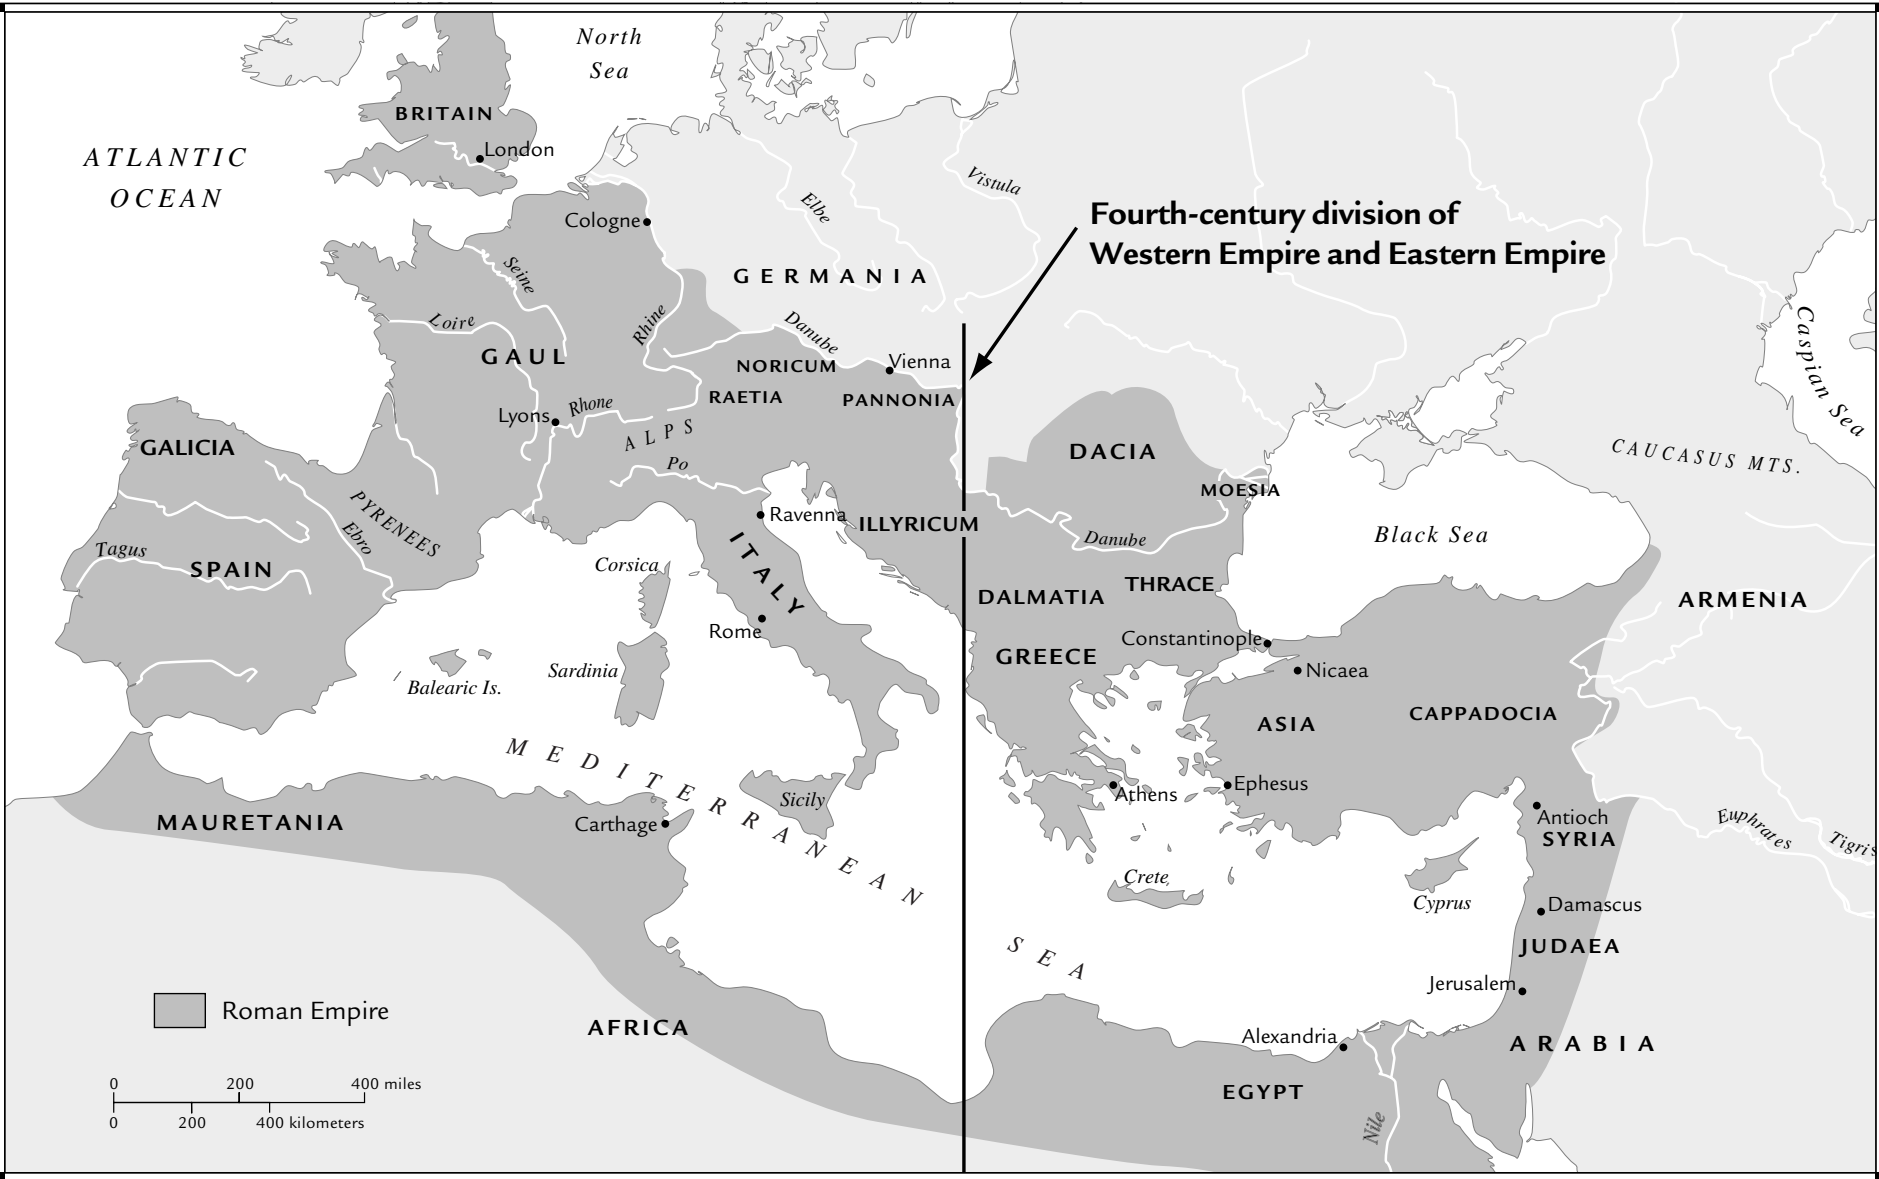 North
Sea
BRITAIN
London
ATLANTIC
OCEAN
Vistula
Elbe
Cologne
Fourth-century division of
Western Empire and Eastern Empire
Seine
GERMANIA
Loire
Rhine
Danube
Caspian Sea
GAUL
NORICUM
Vienna
RAETIA
PANNONIA
Lyons
Rhone
ALPS
GALICIA
DACIA
CAUCASUS MTS.
Po
MOESIA
PYRENEES
Ebro
Ravenna
ILLYRICUM
Black Sea
Danube
Tagus
SPAIN
Corsica
ITALY
DALMATIA
THRACE
ARMENIA
Rome
Constantinople
GREECE
Nicaea
Sardinia
Balearic Is.
ASIA
CAPPADOCIA
MEDITERRANEAN
SEA
Sicily
Athens
Ephesus
Antioch
SYRIA
Euphrates
Tigris
MAURETANIA
Carthage
Crete
Cyprus
Damascus
JUDAEA
Jerusalem
Roman Empire
AFRICA
Alexandria
ARABIA
EGYPT
Nile
0 200 400 miles
0 200 400 kilometers